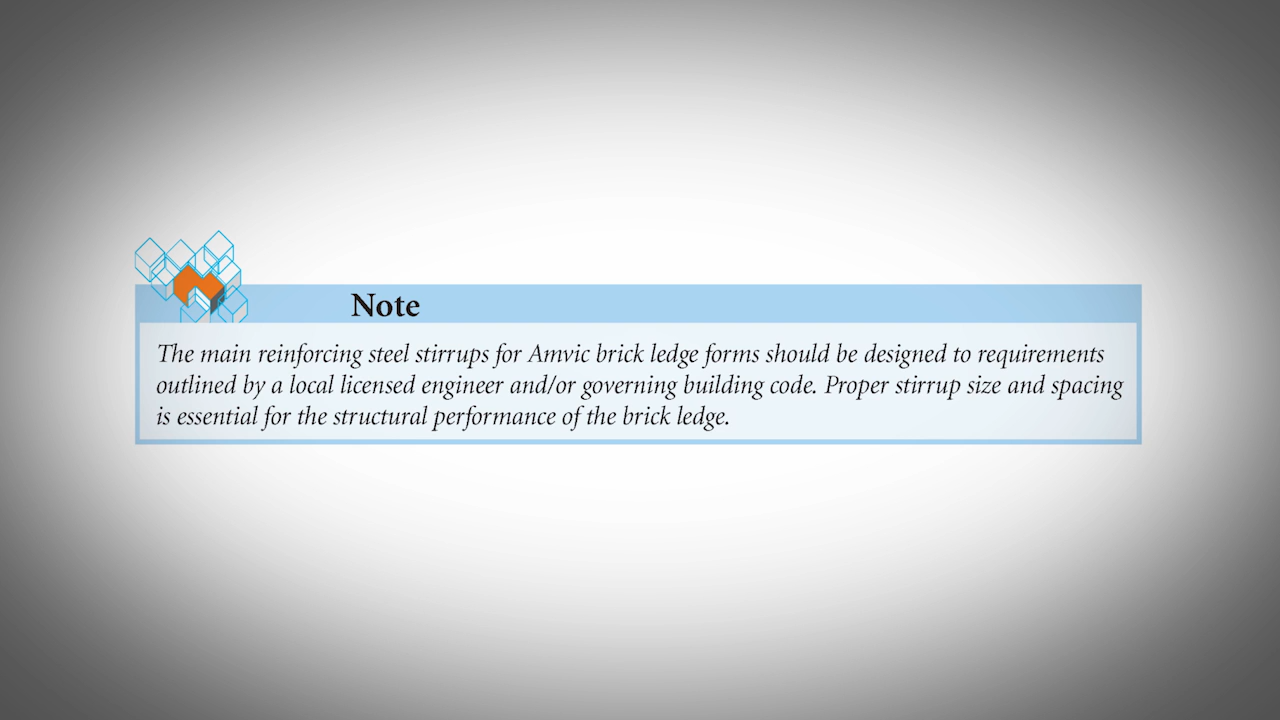 Note
The main reinforcing steel stirrups for Amvic brick ledge forms should be designed to requirements
outlined by a local licensed engineer and/or governing building code. Proper stirrup size and spacing
is essential for the structural performance of the brick ledge.